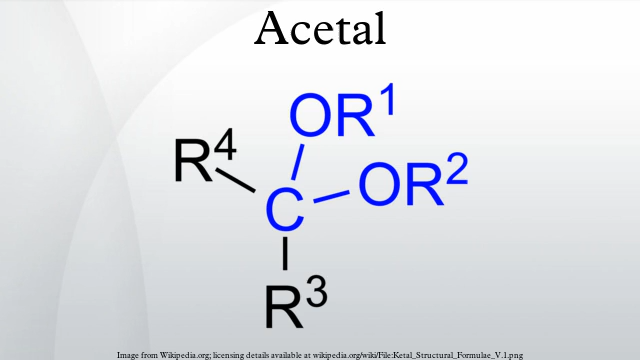 Acetal
OR¹
R⁴
OR²
C
R³
Image from Wikipedia.org; licensing details available at wikipedia.org/wiki/File:Ketal_Structural_Formulae_V.1.png